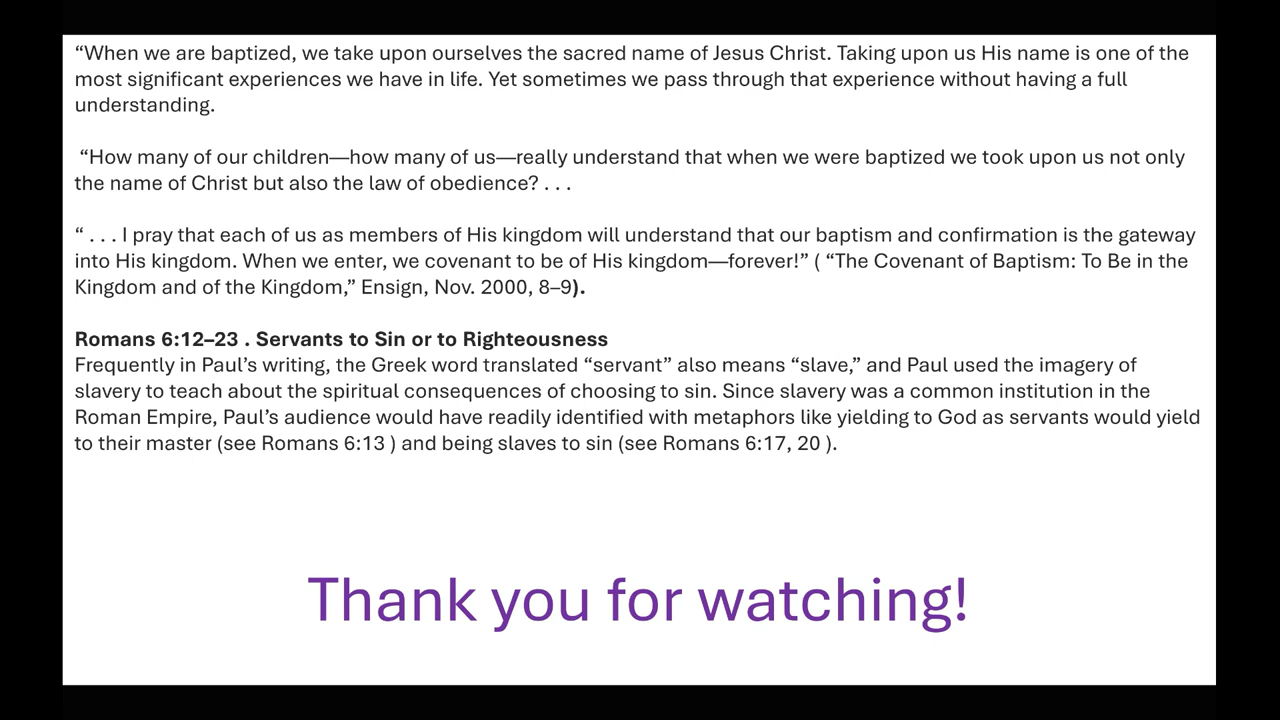 “When we are baptized, we take upon ourselves the sacred name of Jesus Christ. Taking upon us His name is one of the
most significant experiences we have in life. Yet sometimes we pass through that experience without having a full
understanding.
“How many of our children—how many of us—really understand that when we were baptized we took upon us not only
the name of Christ but also the law of obedience? . . .
“ . . . I pray that each of us as members of His kingdom will understand that our baptism and confirmation is the gateway
into His kingdom. When we enter, we covenant to be of His kingdom—forever!” ( “The Covenant of Baptism: To Be in the
Kingdom and of the Kingdom,” Ensign, Nov. 2000, 8–9).
Romans 6:12–23 . Servants to Sin or to Righteousness
Frequently in Paul’s writing, the Greek word translated “servant” also means “slave,” and Paul used the imagery of
slavery to teach about the spiritual consequences of choosing to sin. Since slavery was a common institution in the
Roman Empire, Paul’s audience would have readily identified with metaphors like yielding to God as servants would yield
to their master (see Romans 6:13 ) and being slaves to sin (see Romans 6:17, 20 ).
Thank you for watching!